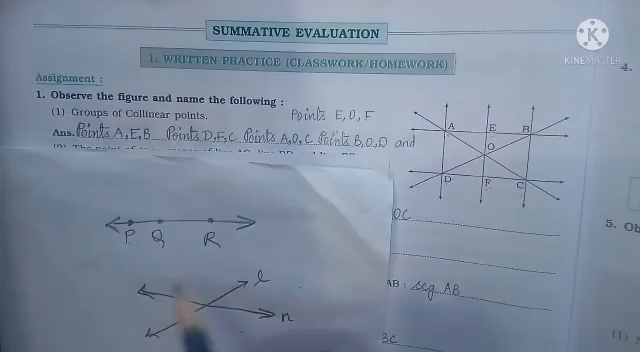 SUMMATIVE EVALUATION
K
KINEMASTER
1. WRITTEN PRACTICE (CLASSWORK/HOMEWORK)
4.
Assignment :
1. Observe the figure and name the following :
(1) Groups of Collinear points. Points E, O, F
Ans. Points A, E, B Points D, F, C Points A, O, C Points B, O, D and
A E B
O
D F C
OC
5. Ob
P Q R
AB : seg AB
l
n
(1)